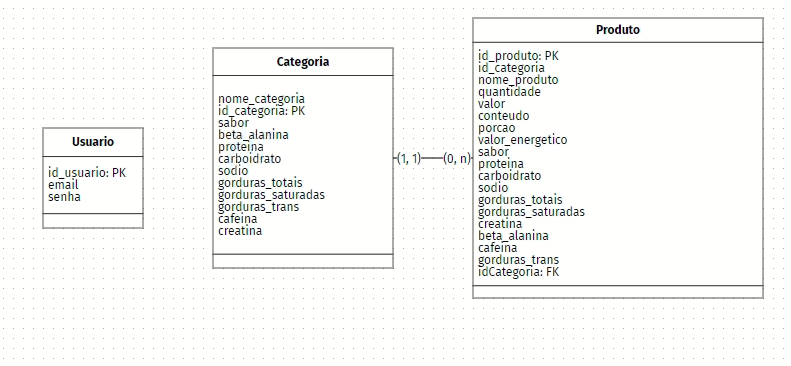 Usuario
id_usuario: PK
email
senha
Categoria
nome_categoria
id_categoria: PK
sabor
beta_alanina
proteina
carboidrato
sodio
gorduras_totais
gorduras_saturadas
gorduras_trans
cafeina
creatina
(1, 1)
(0, n)
Produto
id_produto: PK
id_categoria
nome_produto
quantidade
valor
conteudo
porcao
valor_energetico
sabor
proteina
carboidrato
sodio
gorduras_totais
gorduras_saturadas
creatina
beta_alanina
cafeina
gorduras_trans
idCategoria: FK